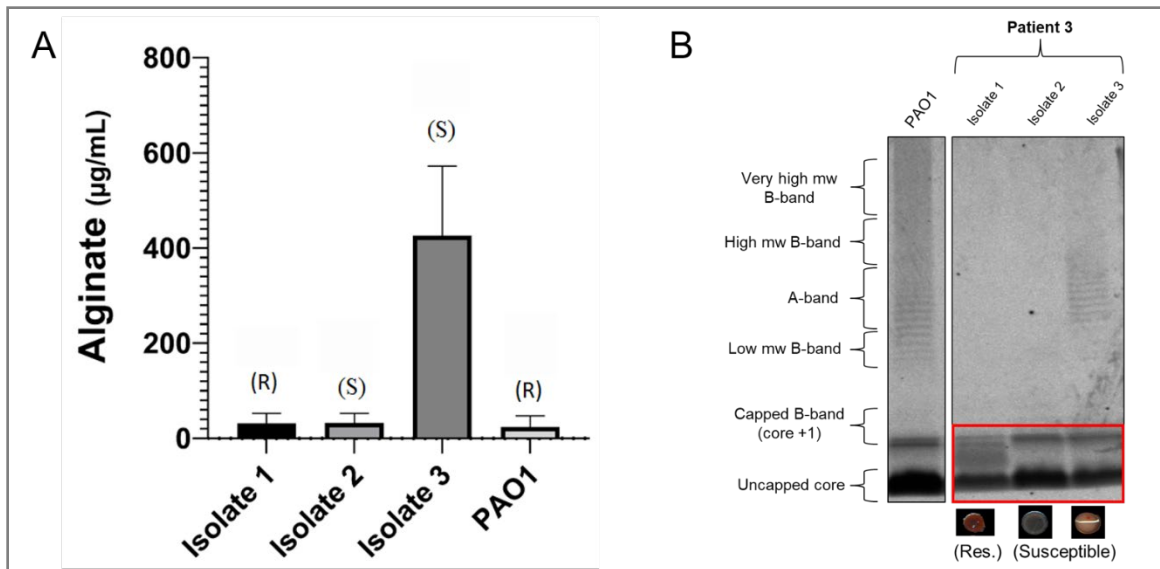 A
800
600
400
200
0
Alginate (µg/mL)
(R)
(S)
(S)
(R)
Isolate 1
Isolate 2
Isolate 3
PAO1
B
Patient 3
PAO1
Isolate 1
Isolate 2
Isolate 3
Very high mw
B-band
High mw B-band
A-band
Low mw B-band
Capped B-band
(core +1)
Uncapped core
(Res.) (Susceptible)